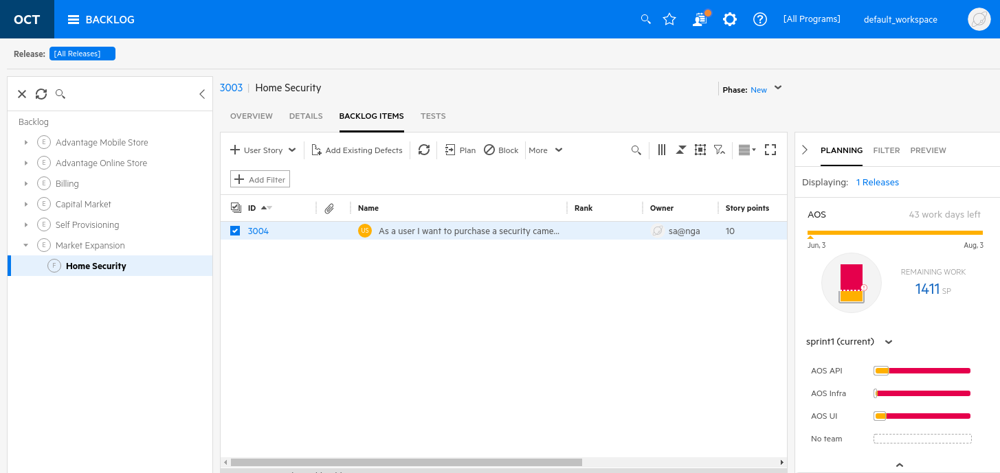 OCT
BACKLOG
[All Programs]
default_workspace
Release:
[All Releases]
Backlog
E Advantage Mobile Store
E Advantage Online Store
E Billing
E Capital Market
E Self Provisioning
E Market Expansion
F Home Security
3003 | Home Security
Phase: New
OVERVIEW DETAILS BACKLOG ITEMS TESTS
User Story
Add Existing Defects
Plan
Block
More
Add Filter
ID Name Rank Owner Story points
3004 US As a user I want to purchase a security came... sa@nga 10
PLANNING FILTER PREVIEW
Displaying: 1 Releases
AOS 43 work days left
Jun, 3 Aug, 3
REMAINING WORK
1411 SP
sprint1 (current)
AOS API
AOS Infra
AOS UI
No team